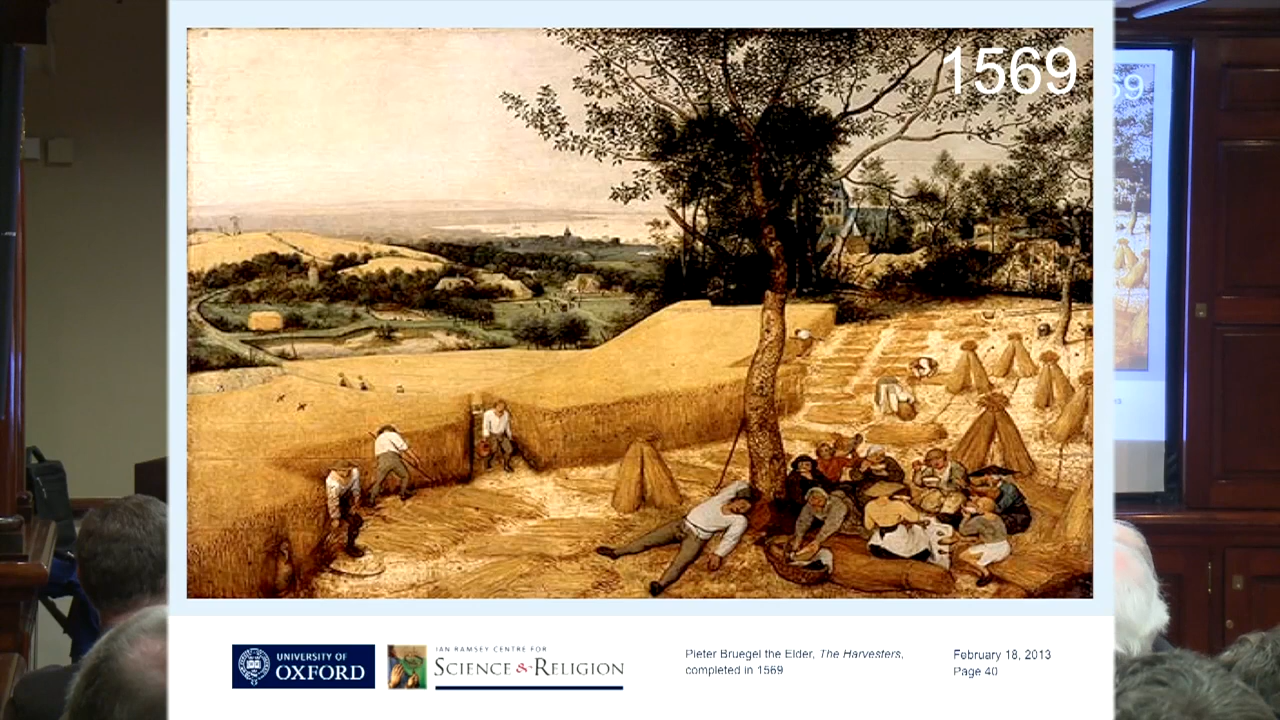 1569
69
UNIVERSITY OF
OXFORD
IAN RAMSEY CENTRE FOR
SCIENCE & RELIGION
Pieter Bruegel the Elder, The Harvesters,
completed in 1569
February 18, 2013
Page 40